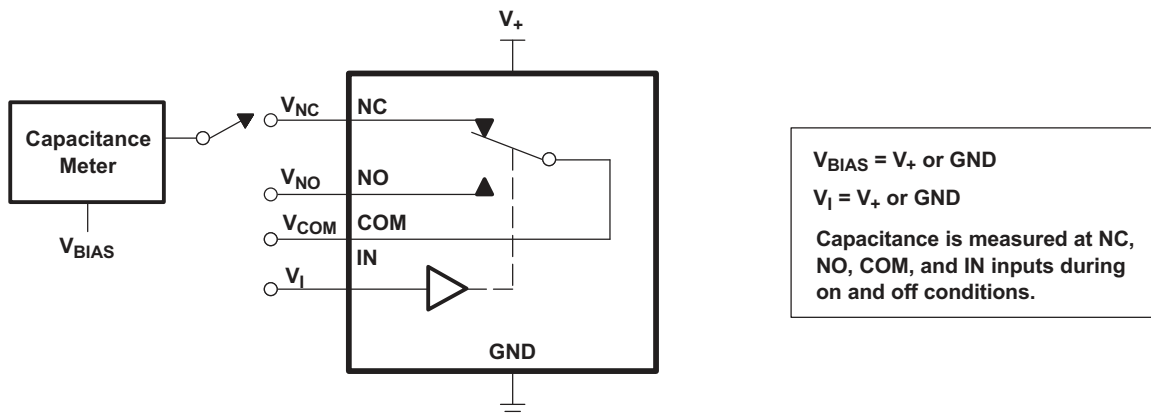 V+
Capacitance
Meter
VBIAS
VNC
NC
VNO
NO
VCOM
COM
IN
VI
GND
VBIAS = V+ or GND
VI = V+ or GND
Capacitance is measured at NC,
NO, COM, and IN inputs during
on and off conditions.